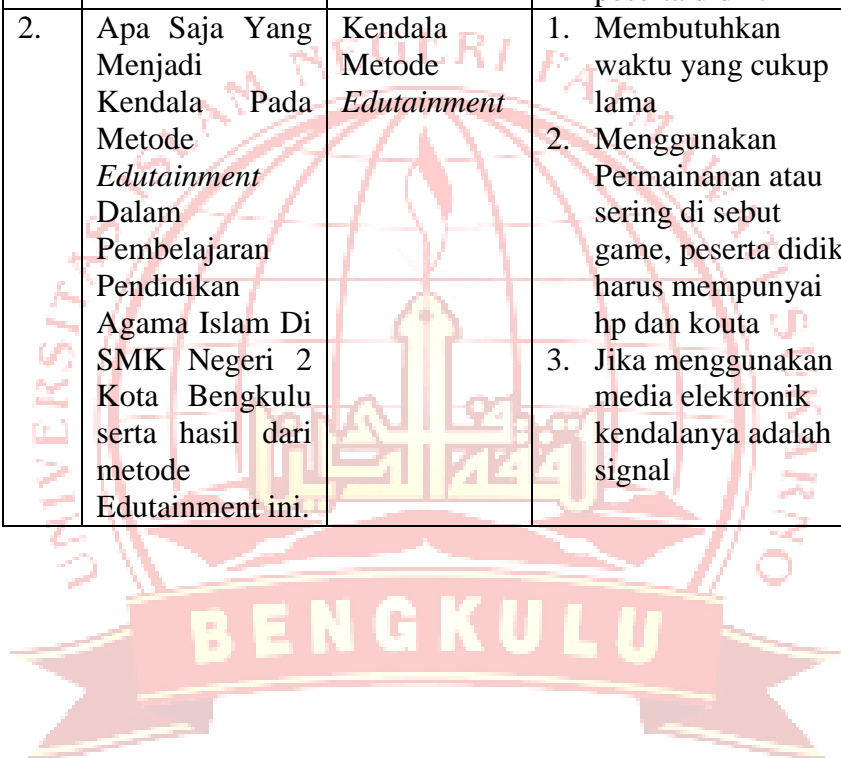 2.
Apa Saja Yang
Menjadi
Kendala Pada
Metode
Edutainment
Dalam
Pembelajaran
Pendidikan
Agama Islam Di
SMK Negeri 2
Kota Bengkulu
serta hasil dari
metode
Edutainment ini.
Kendala
Metode
Edutainment
1. Membutuhkan
waktu yang cukup
lama
2. Menggunakan
Permainanan atau
sering di sebut
game, peserta didik
harus mempunyai
hp dan kouta
3. Jika menggunakan
media elektronik
kendalanya adalah
signal
BENGKULU